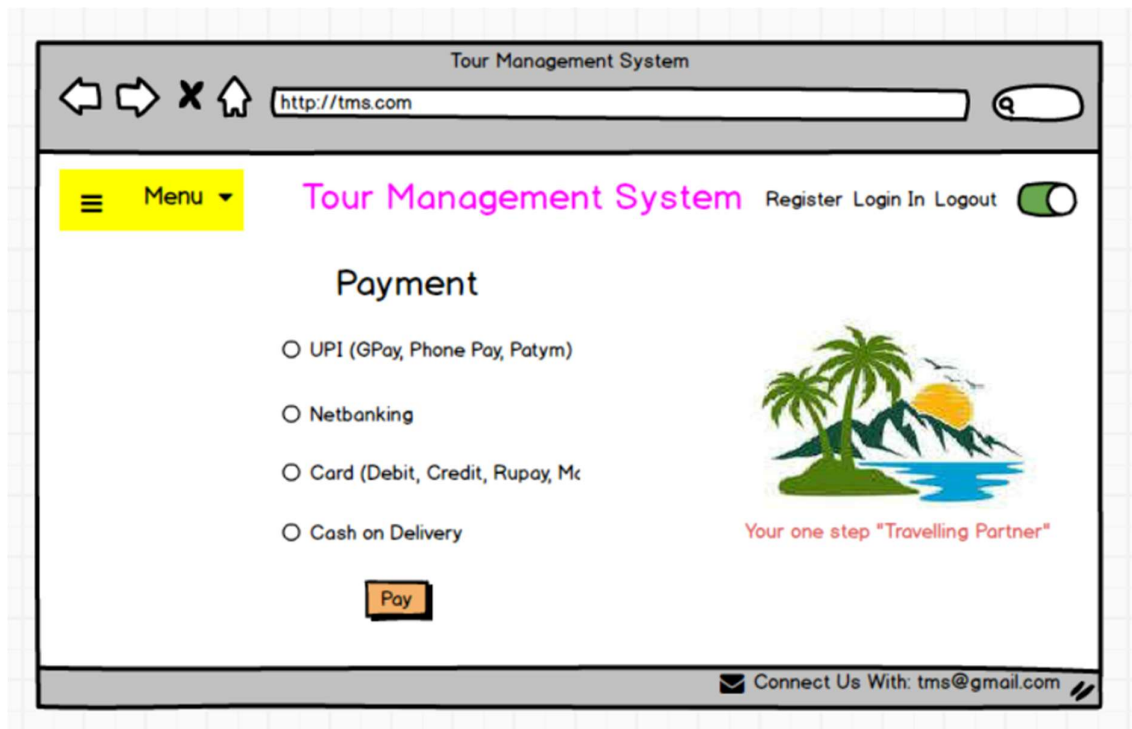 Tour Management System
http://tms.com
Menu
Tour Management System
Register Login In Logout
Payment
UPI (GPay, Phone Pay, Patym)
Netbanking
Card (Debit, Credit, Rupay, Mc
Cash on Delivery
Your one step "Travelling Partner"
Pay
Connect Us With: tms@gmail.com